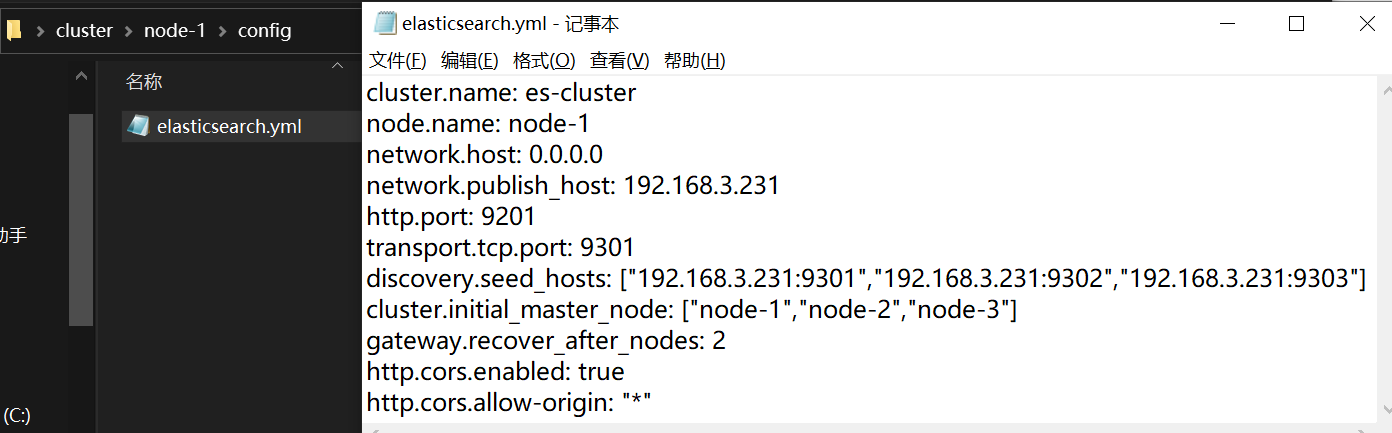 cluster
node-1
config
名称
elasticsearch.yml
动手
(C:)
elasticsearch.yml - 记事本
文件(F) 编辑(E) 格式(O) 查看(V) 帮助(H)
cluster.name: es-cluster
node.name: node-1
network.host: 0.0.0.0
network.publish_host: 192.168.3.231
http.port: 9201
transport.tcp.port: 9301
discovery.seed_hosts: ["192.168.3.231:9301","192.168.3.231:9302","192.168.3.231:9303"]
cluster.initial_master_node: ["node-1","node-2","node-3"]
gateway.recover_after_nodes: 2
http.cors.enabled: true
http.cors.allow-origin: "*"